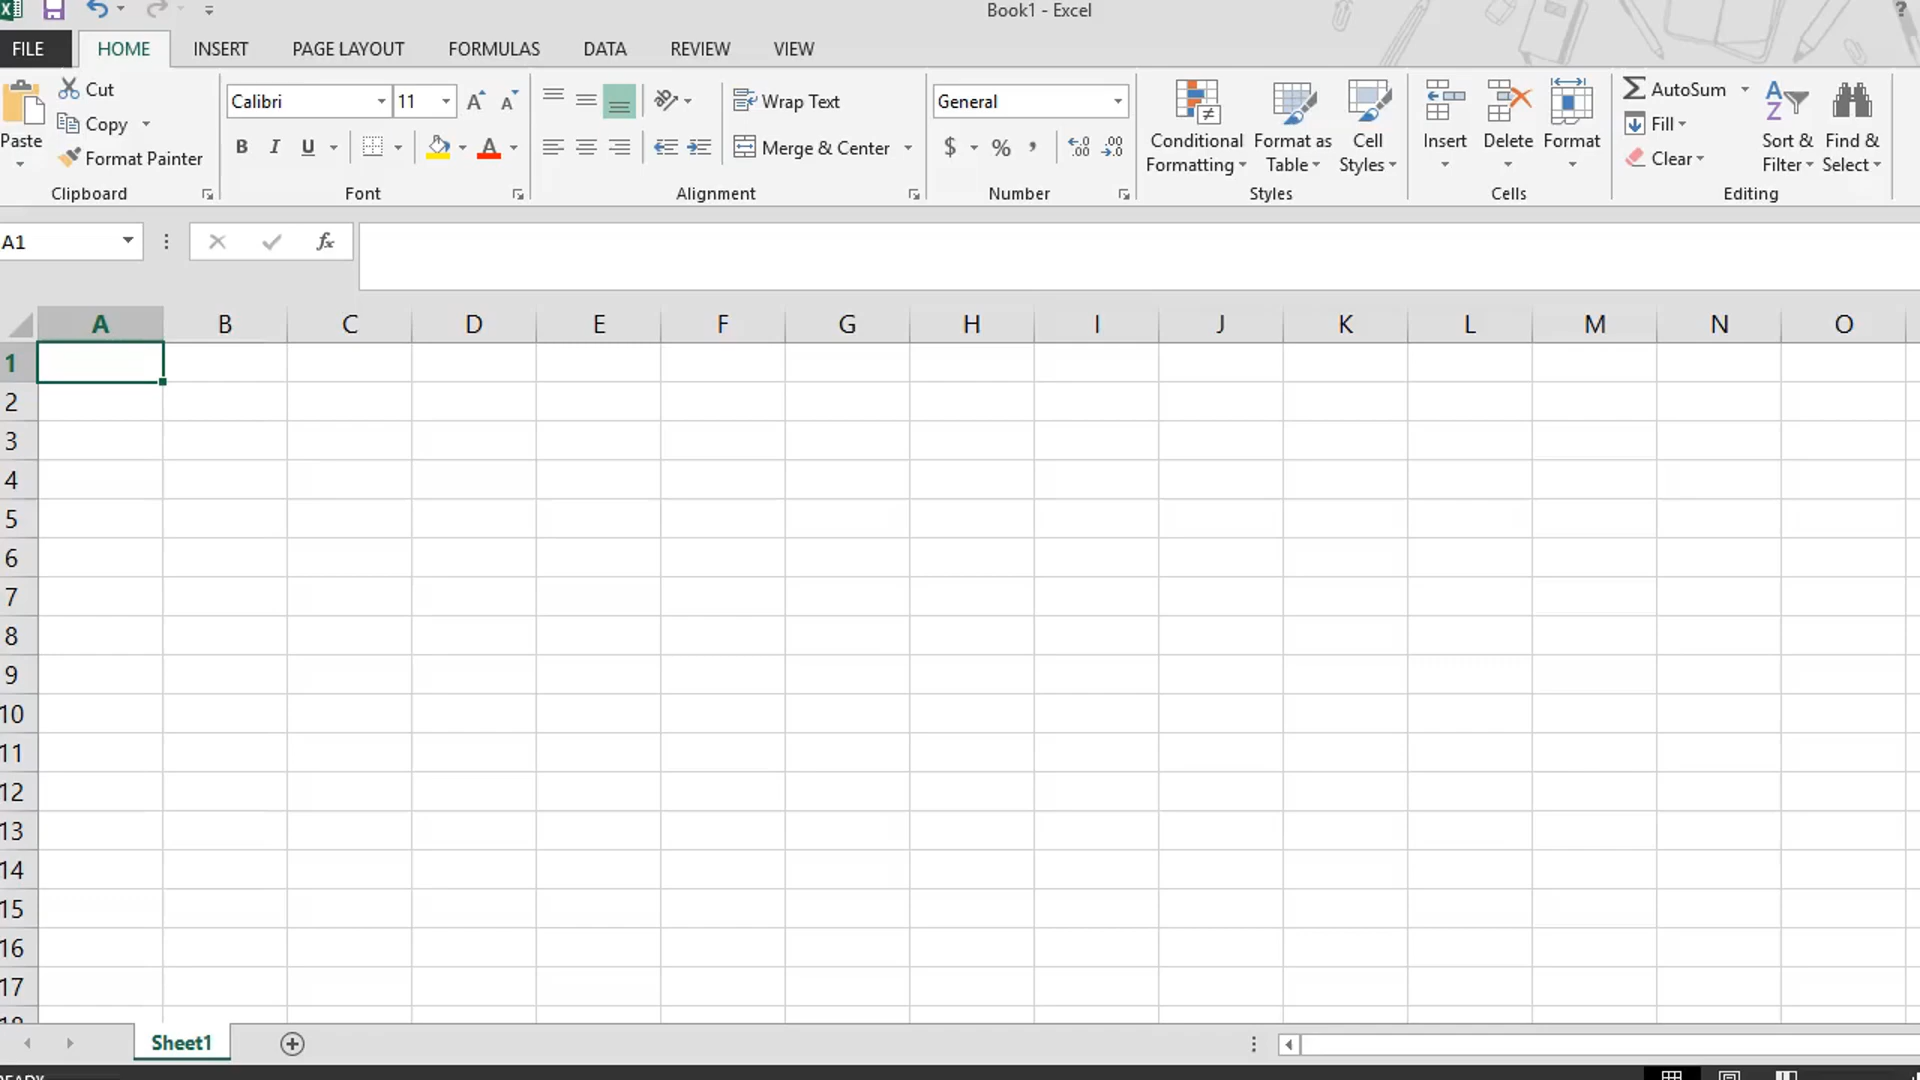 Book1 - Excel
FILE HOME INSERT PAGE LAYOUT FORMULAS DATA REVIEW VIEW
Cut
Copy
Format Painter
Paste
Clipboard
Calibri 11
B I U A
Font
Wrap Text
Merge & Center
Alignment
General
$ % ,
Number
Conditional Formatting
Format as Table
Cell Styles
Styles
Insert
Delete
Format
Cells
AutoSum
Fill
Clear
Sort & Filter
Find & Select
Editing
A1 fx
A B C D E F G H I J K L M N O
1
2
3
4
5
6
7
8
9
10
11
12
13
14
15
16
17
Sheet1